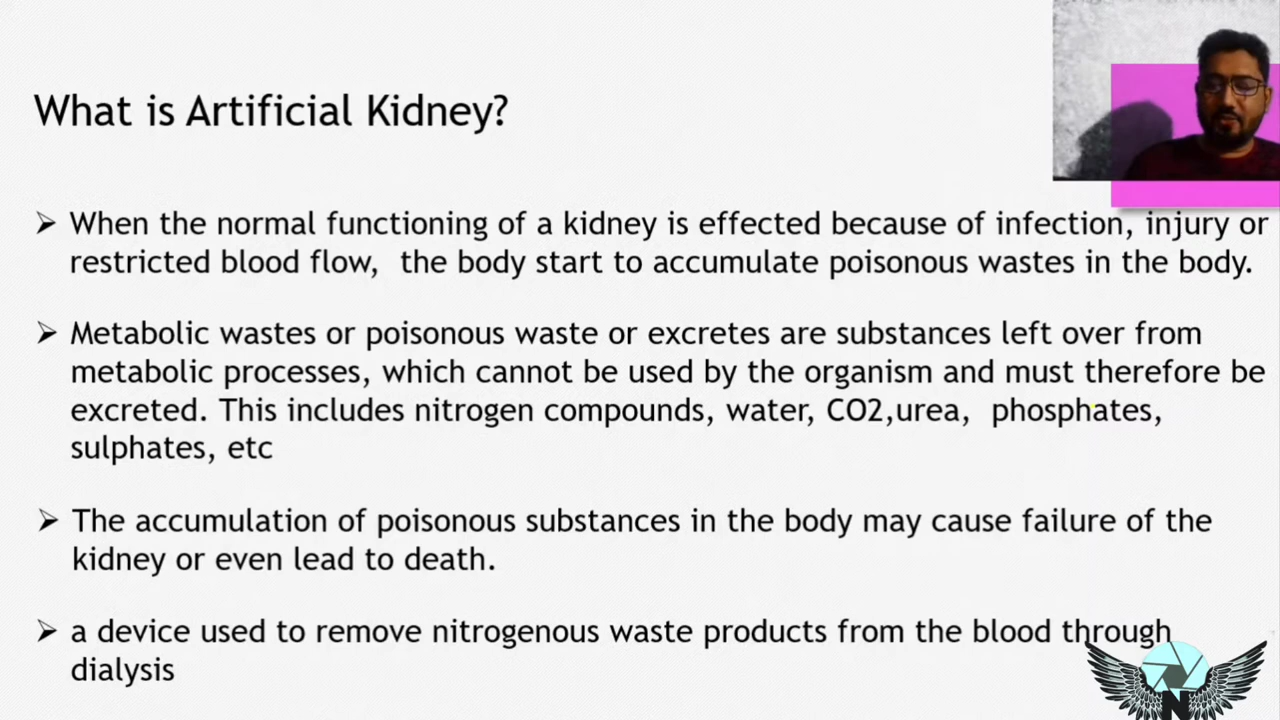 What is Artificial Kidney?
➢ When the normal functioning of a kidney is effected because of infection, injury or
restricted blood flow,  the body start to accumulate poisonous wastes in the body.
➢ Metabolic wastes or poisonous waste or excretes are substances left over from
metabolic processes, which cannot be used by the organism and must therefore be
excreted. This includes nitrogen compounds, water, CO2,urea,  phosphates,
sulphates, etc
➢ The accumulation of poisonous substances in the body may cause failure of the
kidney or even lead to death.
➢ a device used to remove nitrogenous waste products from the blood through
dialysis
N